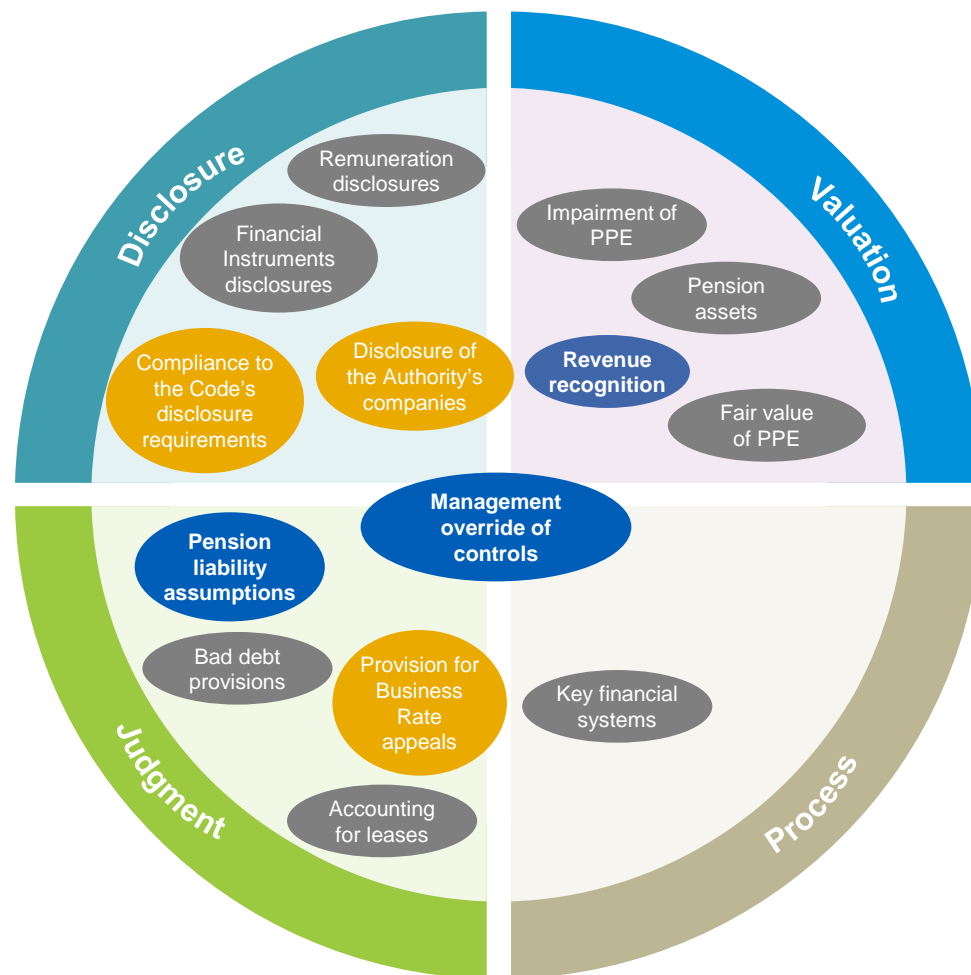 Disclosure
Remuneration
disclosures
Financial
Instruments
disclosures
Compliance to
the Code's
disclosure
requirements
Disclosure of
the Authority’s
companies
Valuation
Impairment of
PPE
Pension
assets
Revenue
recognition
Fair value
of PPE
Management
override of
controls
Judgment
Pension
liability
assumptions
Bad debt
provisions
Provision for
Business
Rate
appeals
Accounting
for leases
Process
Key financial
systems